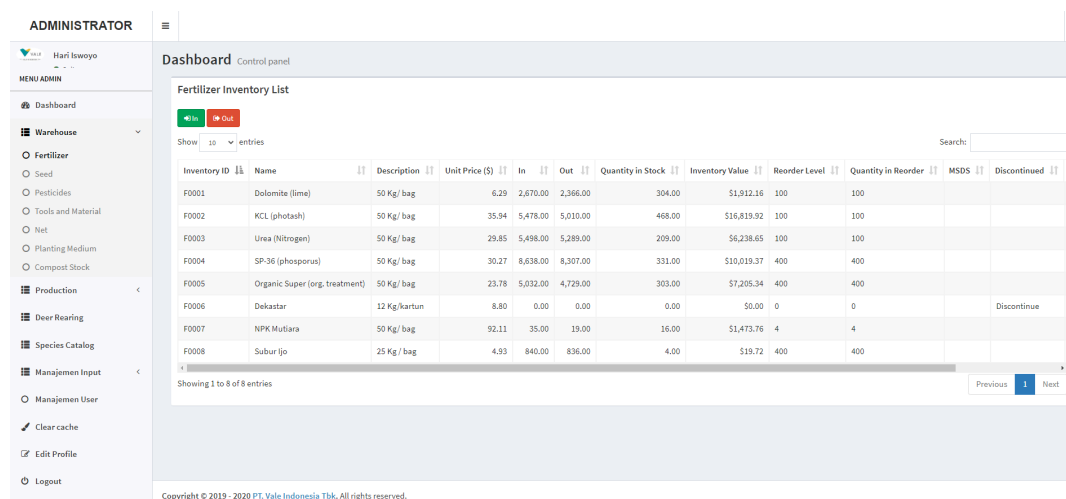 ADMINISTRATOR
VALE
Hari Iswoyo
MENU ADMIN
Dashboard
Warehouse
Fertilizer
Seed
Pesticides
Tools and Material
Net
Planting Medium
Compost Stock
Production
Deer Rearing
Species Catalog
Manajemen Input
Manajemen User
Clear cache
Edit Profile
Logout
Dashboard Control panel
Fertilizer Inventory List
In Out
Show 10 entries Search:
Inventory ID Name Description Unit Price ($) In Out Quantity in Stock Inventory Value Reorder Level Quantity in Reorder MSDS Discontinued
F0001 Dolomite (lime) 50 Kg/ bag 6.29 2,670.00 2,366.00 304.00 $1,912.16 100 100
F0002 KCL (photash) 50 Kg/ bag 35.94 5,478.00 5,010.00 468.00 $16,819.92 100 100
F0003 Urea (Nitrogen) 50 Kg/ bag 29.85 5,498.00 5,289.00 209.00 $6,238.65 100 100
F0004 SP-36 (phosporus) 50 Kg/ bag 30.27 8,638.00 8,307.00 331.00 $10,019.37 400 400
F0005 Organic Super (org. treatment) 50 Kg/ bag 23.78 5,032.00 4,729.00 303.00 $7,205.34 400 400
F0006 Dekastar 12 Kg/kartun 8.80 0.00 0.00 0.00 $0.00 0 0 Discontinue
F0007 NPK Mutiara 50 Kg/ bag 92.11 35.00 19.00 16.00 $1,473.76 4 4
F0008 Subur Ijo 25 Kg / bag 4.93 840.00 836.00 4.00 $19.72 400 400
Showing 1 to 8 of 8 entries
Previous 1 Next
Copyright © 2019 - 2020 PT. Vale Indonesia Tbk. All rights reserved.